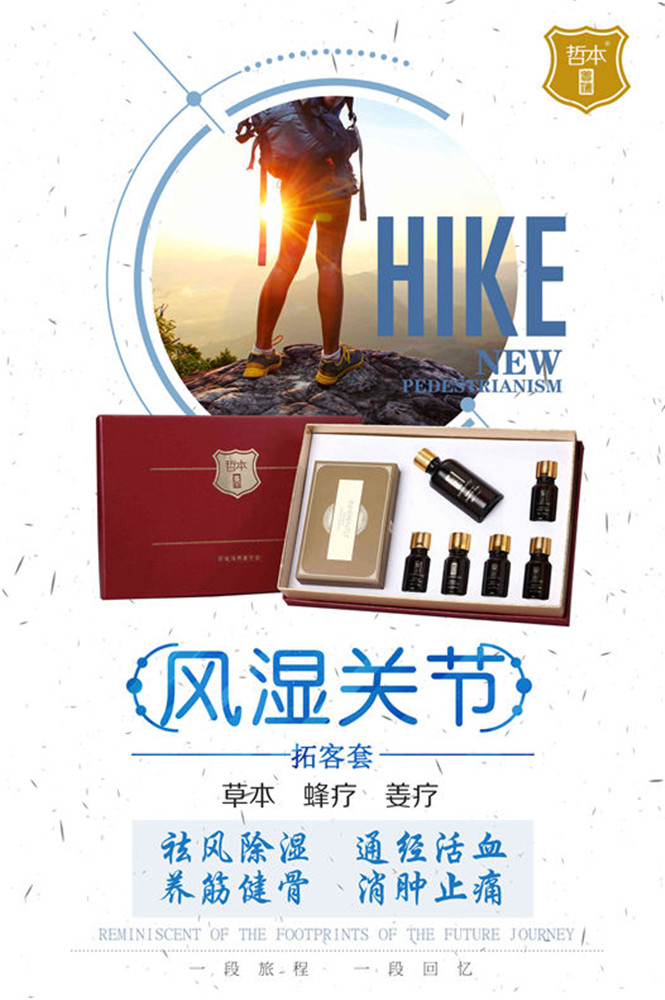 哲本®
HIKE
NEW
PEDESTRIANISM
哲本
风湿关节
拓客套
草本 蜂疗 姜疗
祛风除湿 通经活血
养筋健骨 消肿止痛
REMINISCENT OF THE FOOTPRINTS OF THE FUTURE JOURNEY
一段旅程 一段回忆